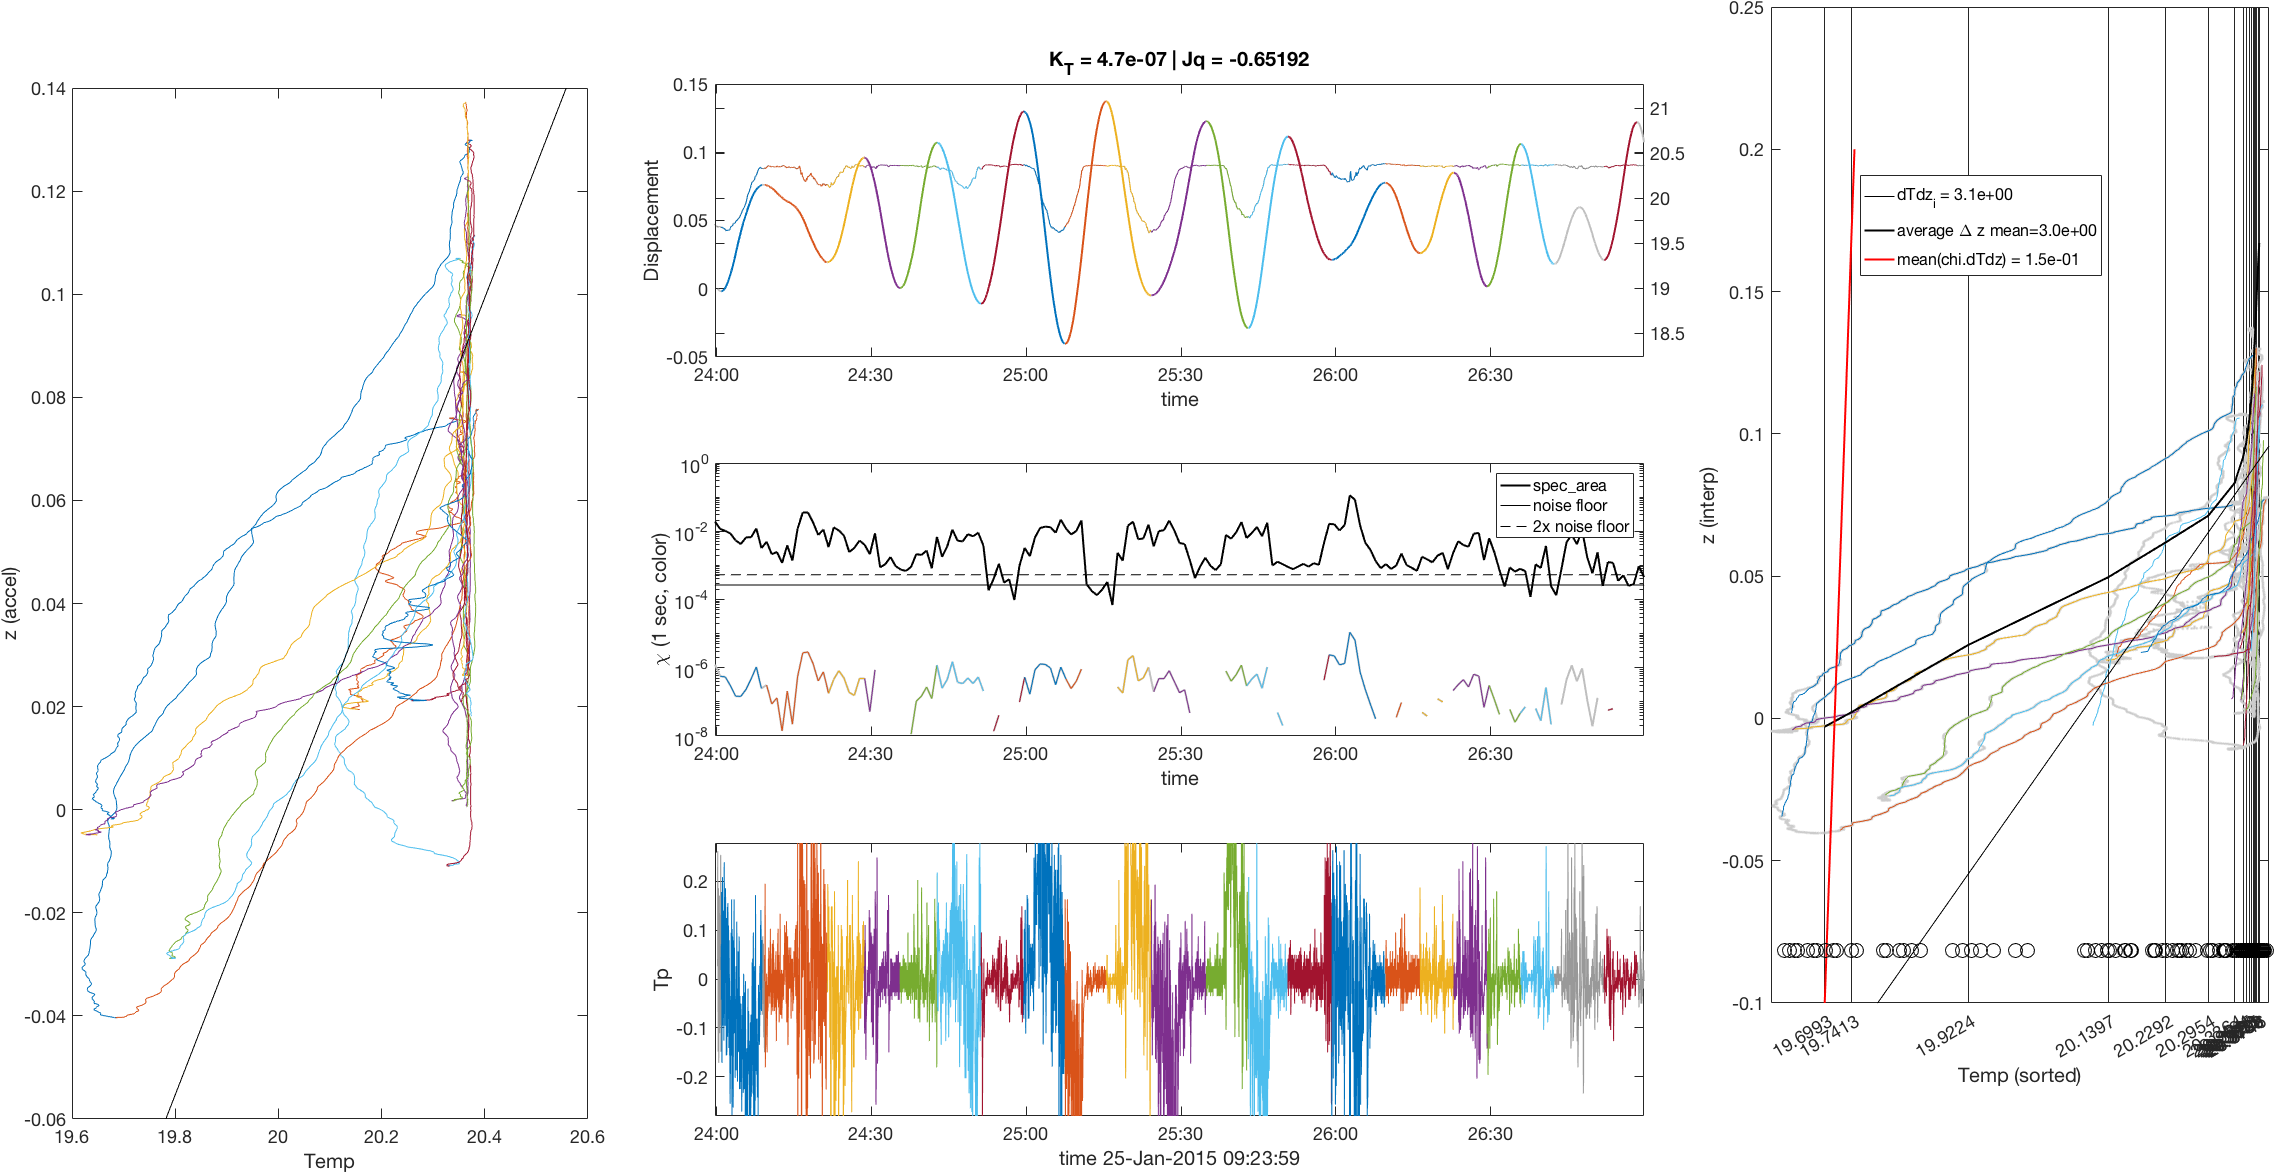 0.14
0.12
0.1
0.08
0.06
0.04
0.02
0
-0.02
-0.04
-0.06
z (accel)
19.6 19.8 20 20.2 20.4 20.6
Temp
K_T = 4.7e-07 | Jq = -0.65192
0.15
0.1
0.05
0
-0.05
Displacement
21
20.5
20
19.5
19
18.5
24:00 24:30 25:00 25:30 26:00 26:30
time
10^0
10^-2
10^-4
10^-6
10^-8
χ (1 sec, color)
spec_area
noise floor
2x noise floor
24:00 24:30 25:00 25:30 26:00 26:30
time
0.2
0.1
0
-0.1
-0.2
Tp
24:00 24:30 25:00 25:30 26:00 26:30
time 25-Jan-2015 09:23:59
0.25
0.2
0.15
0.1
0.05
0
-0.05
-0.1
z (interp)
dTdz_i = 3.1e+00
average Δ z mean=3.0e+00
mean(chi.dTdz) = 1.5e-01
19.6993
19.7413
19.9224
20.1397
20.2292
20.2954
Temp (sorted)